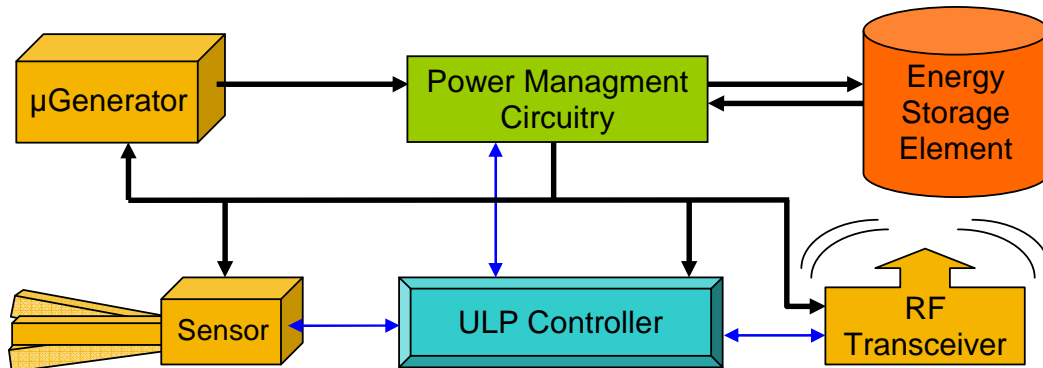 µGenerator
Power Managment
Circuitry
Energy
Storage
Element
Sensor
ULP Controller
RF
Transceiver